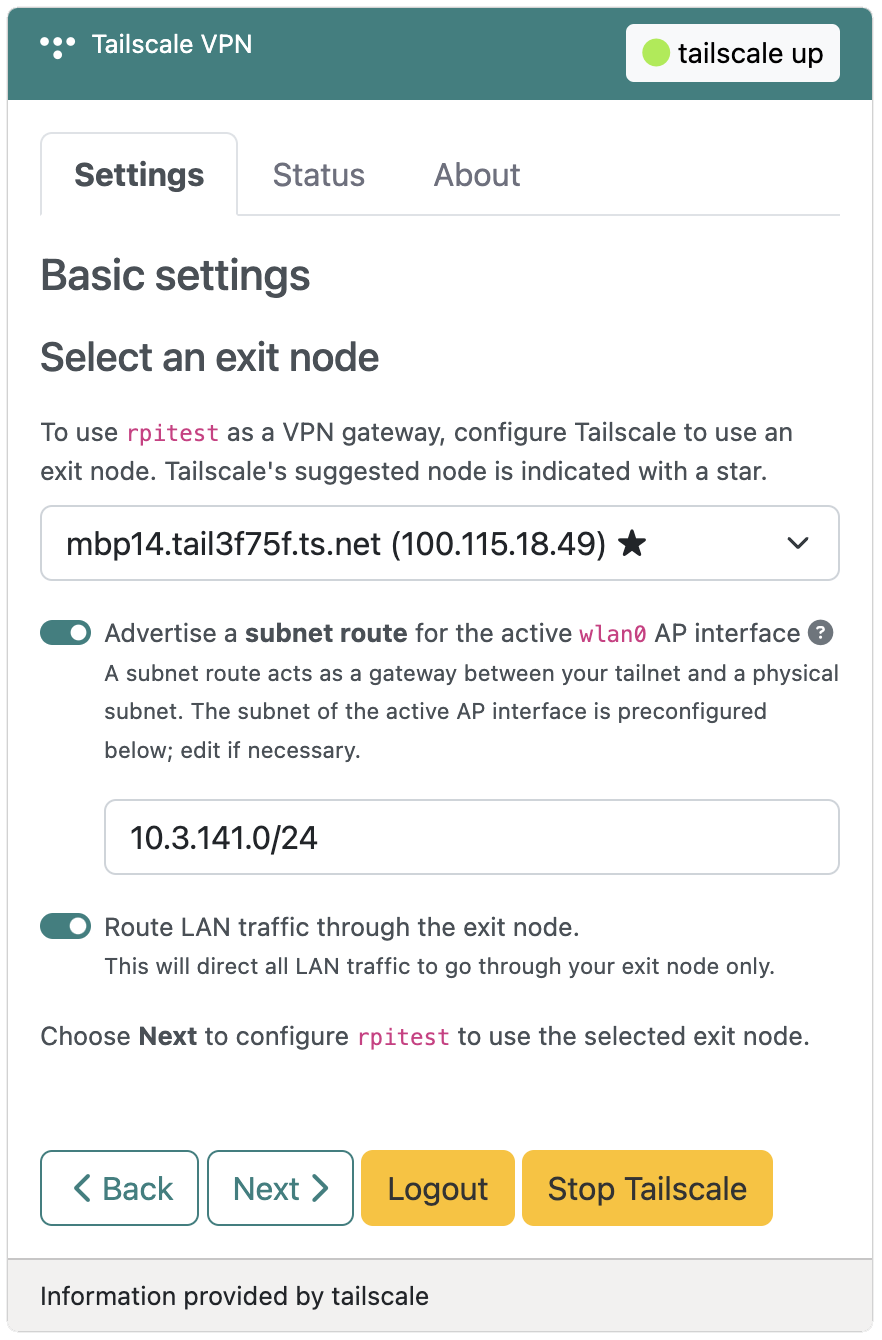 Tailscale VPN
tailscale up
Settings
Status
About
Basic settings
Select an exit node
To use rpitest as a VPN gateway, configure Tailscale to use an
exit node. Tailscale's suggested node is indicated with a star.
mbp14.tail3f75f.ts.net (100.115.18.49) ★
Advertise a subnet route for the active wlan0 AP interface ?
A subnet route acts as a gateway between your tailnet and a physical
subnet. The subnet of the active AP interface is preconfigured
below; edit if necessary.
10.3.141.0/24
Route LAN traffic through the exit node.
This will direct all LAN traffic to go through your exit node only.
Choose Next to configure rpitest to use the selected exit node.
Back
Next
Logout
Stop Tailscale
Information provided by tailscale